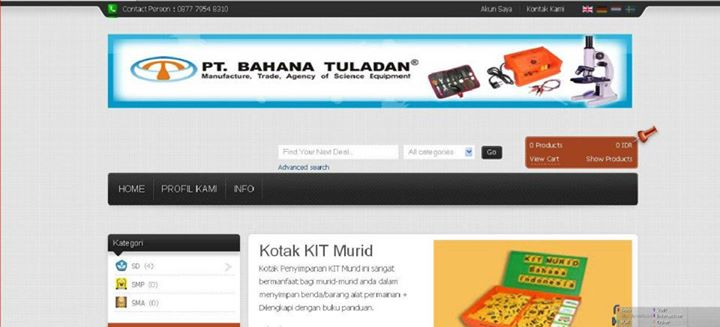 Contact Person : 0877 7954 8310
Akun Saya
Kontak Kami
PT. BAHANA TULADAN®
Manufacture, Trade, Agency of Science Equipment
Find Your Next Deal...
All categories
Go
Advanced search
0 Products
0 IDR
View Cart
Show Products
HOME
PROFIL KAMI
INFO
Kategori
SD (4)
SMP (0)
SMA (0)
Kotak KIT Murid
Kotak Penyimpanan KIT Murid ini sangat
bermanfaat bagi murid-murid anda dalam
menyimpan benda/barang alat permainan +
Dilengkapi dengan buku panduan.
KIT MURID
Bahasa
Indonesia